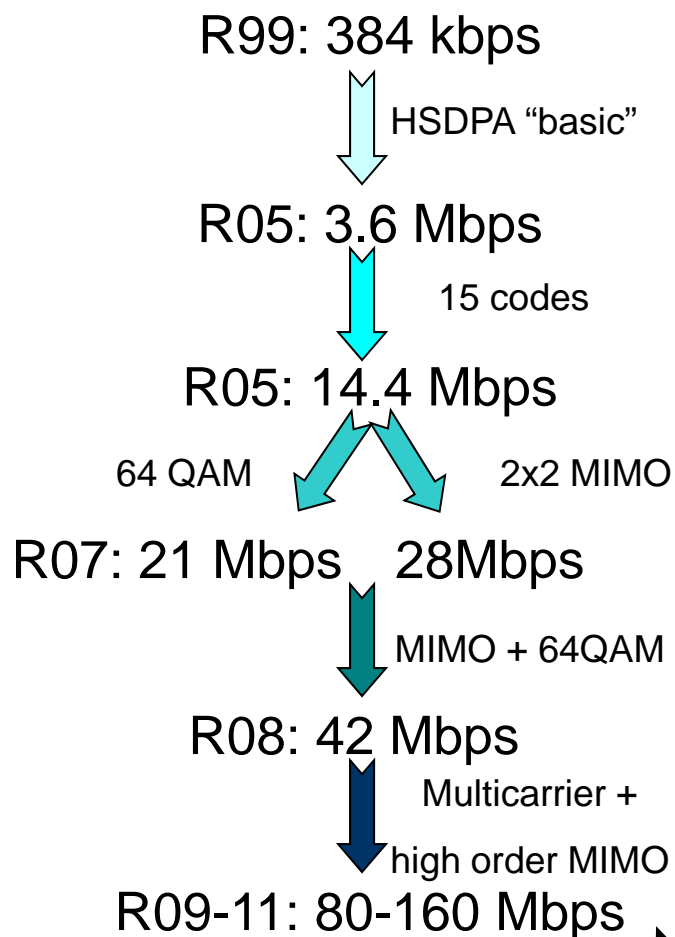 R99: 384 kbps
HSDPA “basic”
R05: 3.6 Mbps
15 codes
R05: 14.4 Mbps
64 QAM 2x2 MIMO
R07: 21 Mbps 28Mbps
MIMO + 64QAM
R08: 42 Mbps
Multicarrier +
high order MIMO
R09-11: 80-160 Mbps